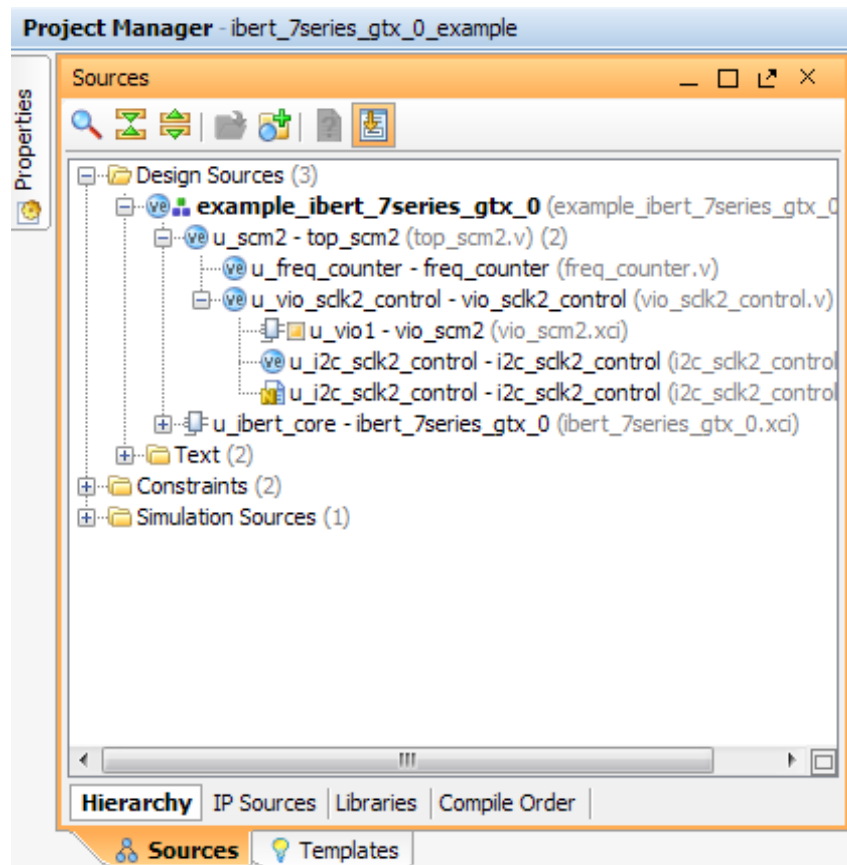 Project Manager - ibert_7series_gtx_0_example
Properties
Sources
Design Sources (3)
example_ibert_7series_gtx_0 (example_ibert_7series_gtx_0
u_scm2 - top_scm2 (top_scm2.v) (2)
u_freq_counter - freq_counter (freq_counter.v)
u_vio_sclk2_control - vio_sclk2_control (vio_sclk2_control.v)
u_vio1 - vio_scm2 (vio_scm2.xci)
u_i2c_sclk2_control - i2c_sclk2_control (i2c_sclk2_control
u_i2c_sclk2_control - i2c_sclk2_control (i2c_sclk2_control
u_ibert_core - ibert_7series_gtx_0 (ibert_7series_gtx_0.xci)
Text (2)
Constraints (2)
Simulation Sources (1)
Hierarchy IP Sources Libraries Compile Order
Sources Templates